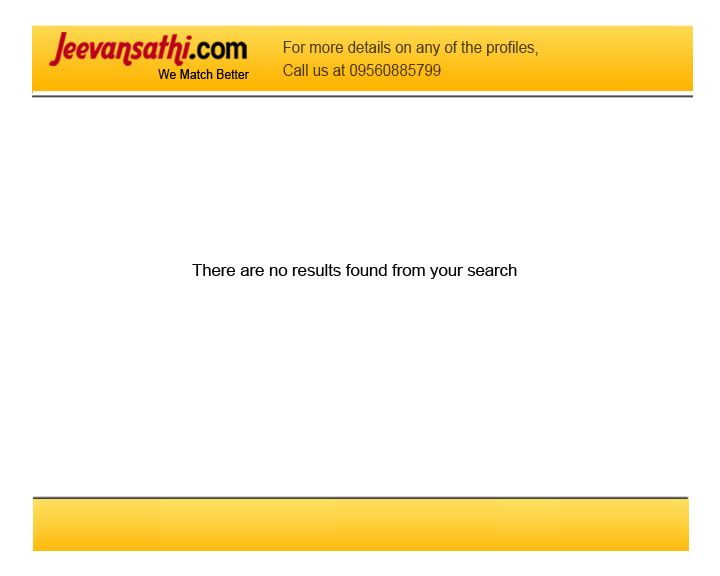 Jeevansathi.com
We Match Better
For more details on any of the profiles,
Call us at 09560885799
There are no results found from your search